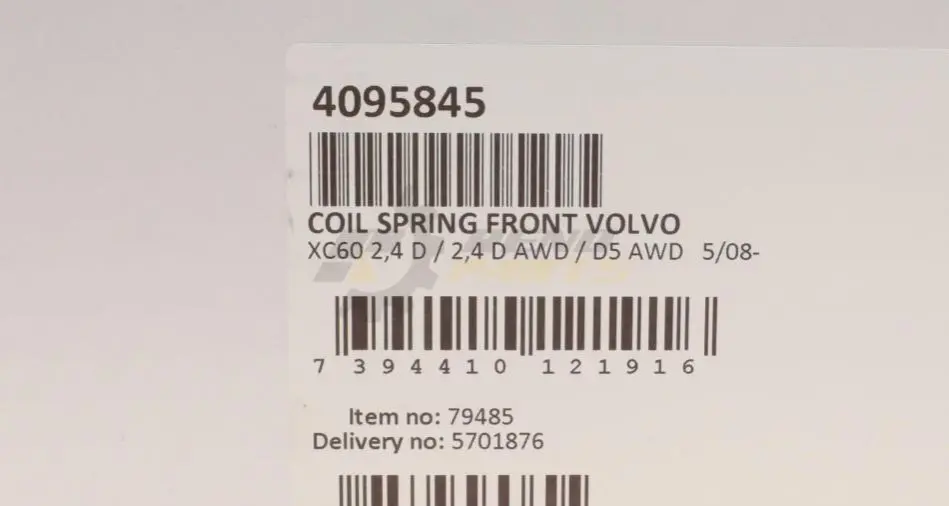 4095845
COIL SPRING FRONT VOLVO
XC60 2,4 D / 2,4 D AWD / D5 AWD 5/08-
7 394410 121916
Item no: 79485
Delivery no: 5701876